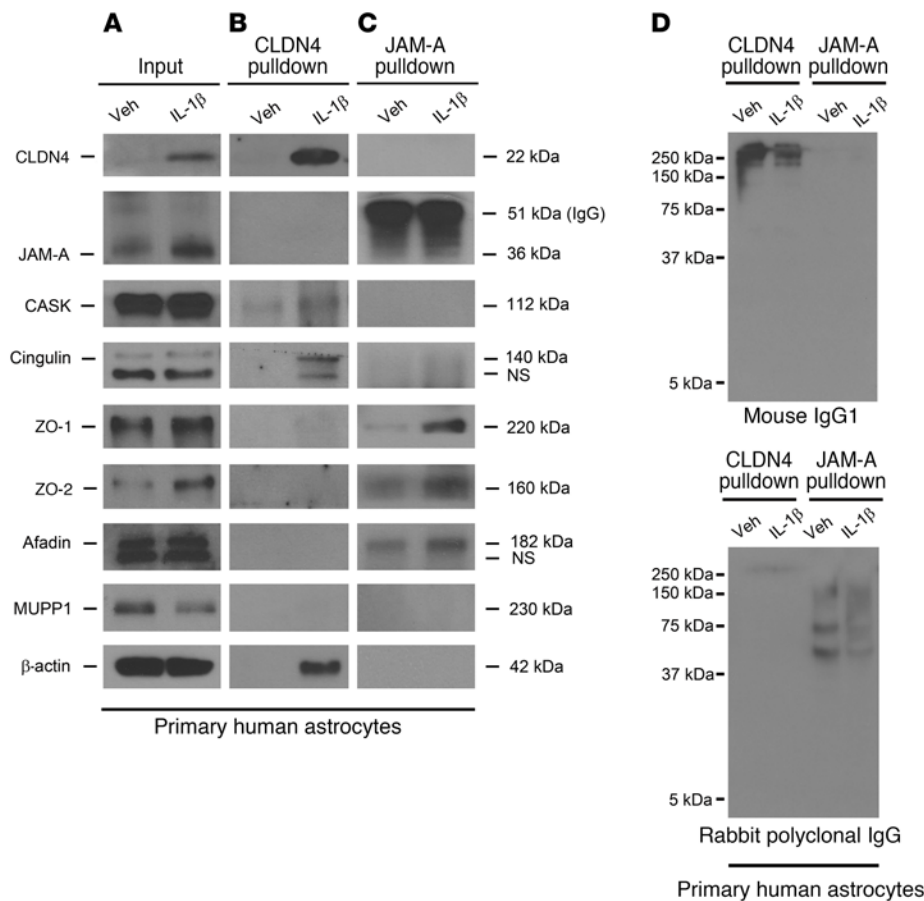 A
B
C
D
CLDN4
pulldown
JAM-A
pulldown
Input
Veh
IL-1β
Veh
IL-1β
Veh
IL-1β
CLDN4
22 kDa
51 kDa (IgG)
JAM-A
36 kDa
CASK
112 kDa
Cingulin
140 kDa
NS
ZO-1
220 kDa
ZO-2
160 kDa
Afadin
182 kDa
NS
MUPP1
230 kDa
β-actin
42 kDa
Primary human astrocytes
CLDN4
pulldown
JAM-A
pulldown
Veh
IL-1β
Veh
IL-1β
250 kDa
150 kDa
75 kDa
37 kDa
5 kDa
Mouse IgG1
CLDN4
pulldown
JAM-A
pulldown
Veh
IL-1β
Veh
IL-1β
250 kDa
150 kDa
75 kDa
37 kDa
5 kDa
Rabbit polyclonal IgG
Primary human astrocytes